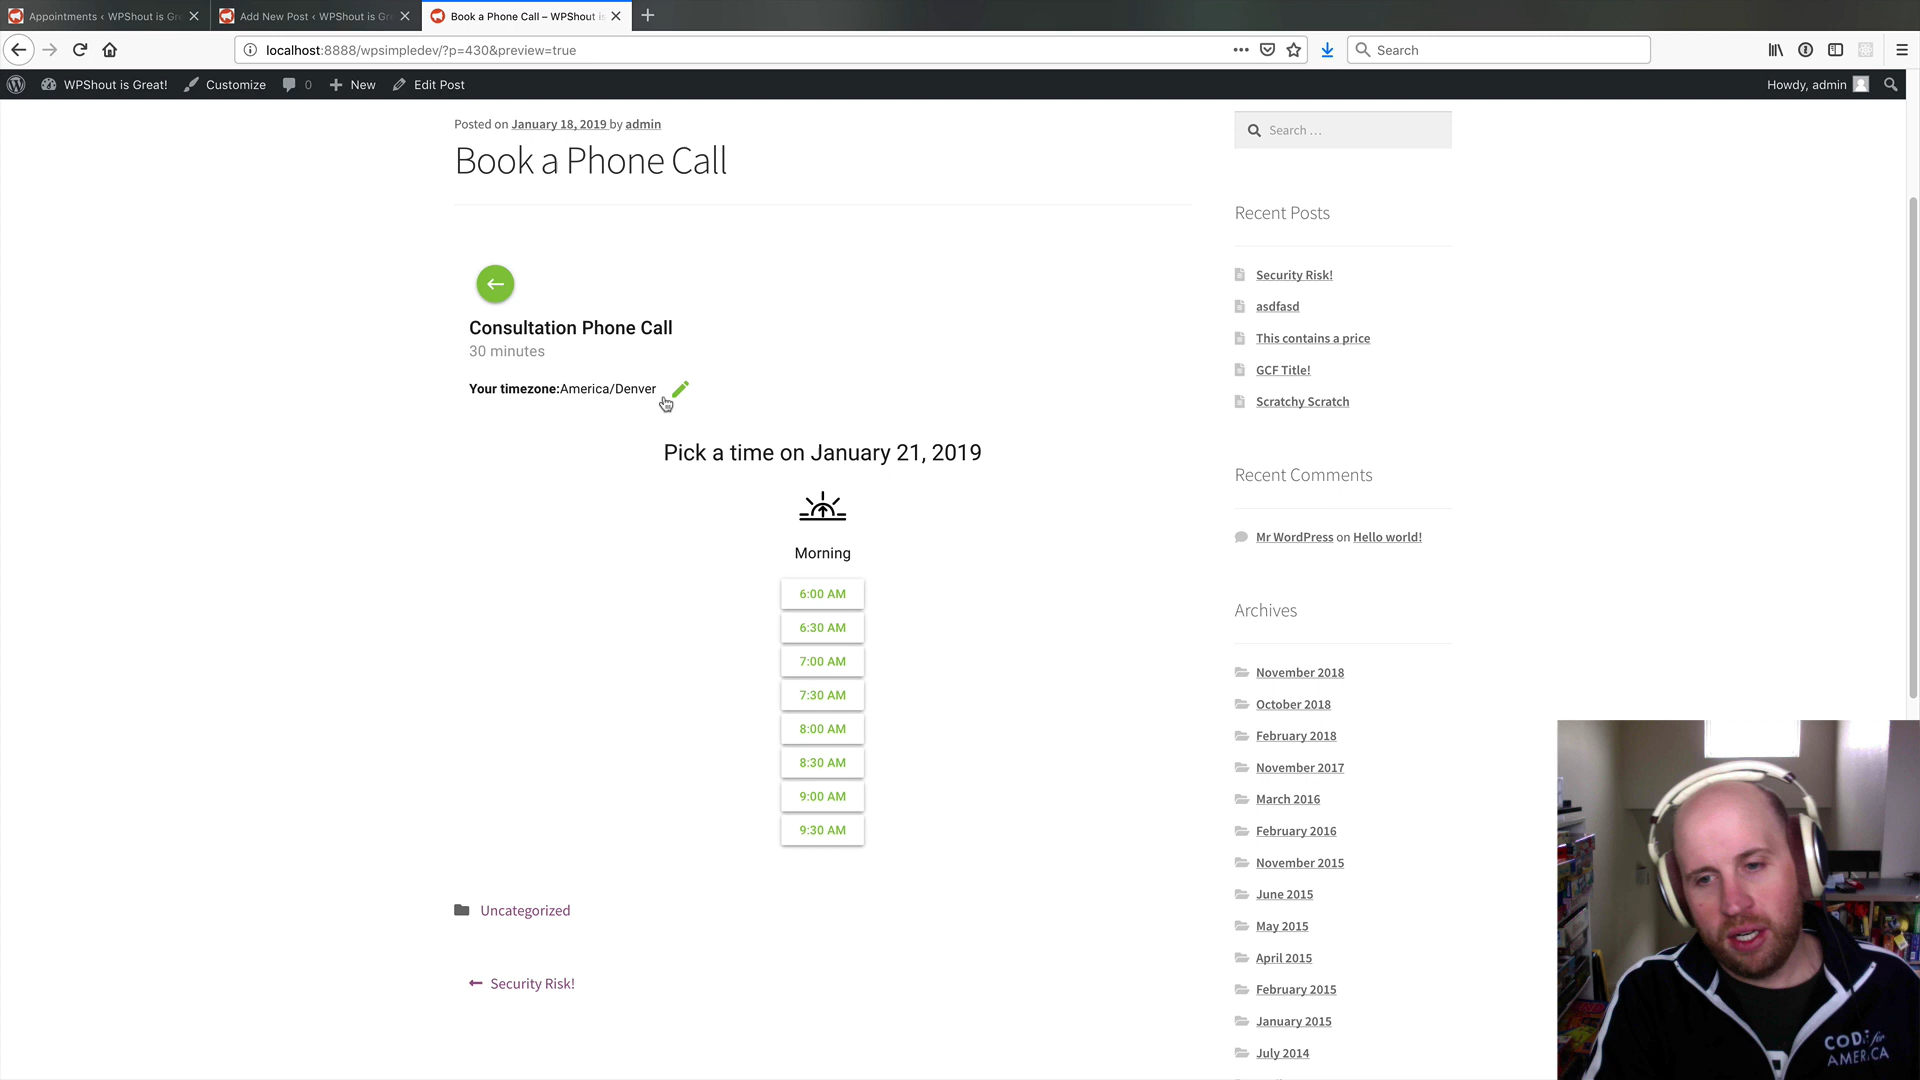 Appointments ‹ WPShout is Gre
Add New Post ‹ WPShout is Gre
Book a Phone Call – WPShout is
localhost:8888/wpsimpledev/?p=430&preview=true
Search
WPShout is Great!
Customize
0
New
Edit Post
Howdy, admin
Posted on January 18, 2019 by admin
Book a Phone Call
Consultation Phone Call
30 minutes
Your timezone:America/Denver
Pick a time on January 21, 2019
Morning
6:00 AM
6:30 AM
7:00 AM
7:30 AM
8:00 AM
8:30 AM
9:00 AM
9:30 AM
Uncategorized
Security Risk!
Search …
Recent Posts
Security Risk!
asdfasd
This contains a price
GCF Title!
Scratchy Scratch
Recent Comments
Mr WordPress on Hello world!
Archives
November 2018
October 2018
February 2018
November 2017
March 2016
February 2016
November 2015
June 2015
May 2015
April 2015
February 2015
January 2015
July 2014
CODE for
AMERICA